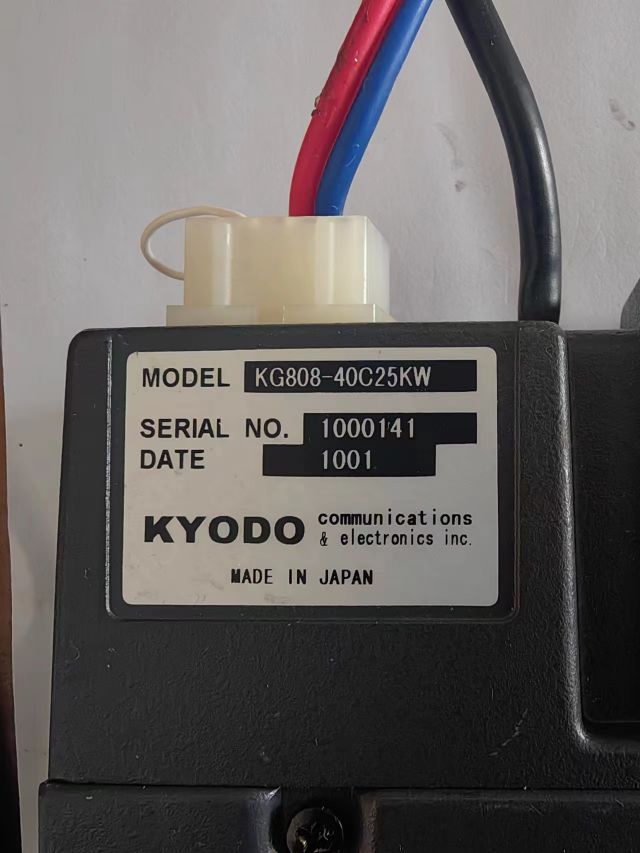 MODEL KG808-40C25KW
SERIAL NO. 1000141
DATE 1001
KYODO communications
& electronics inc.
MADE IN JAPAN